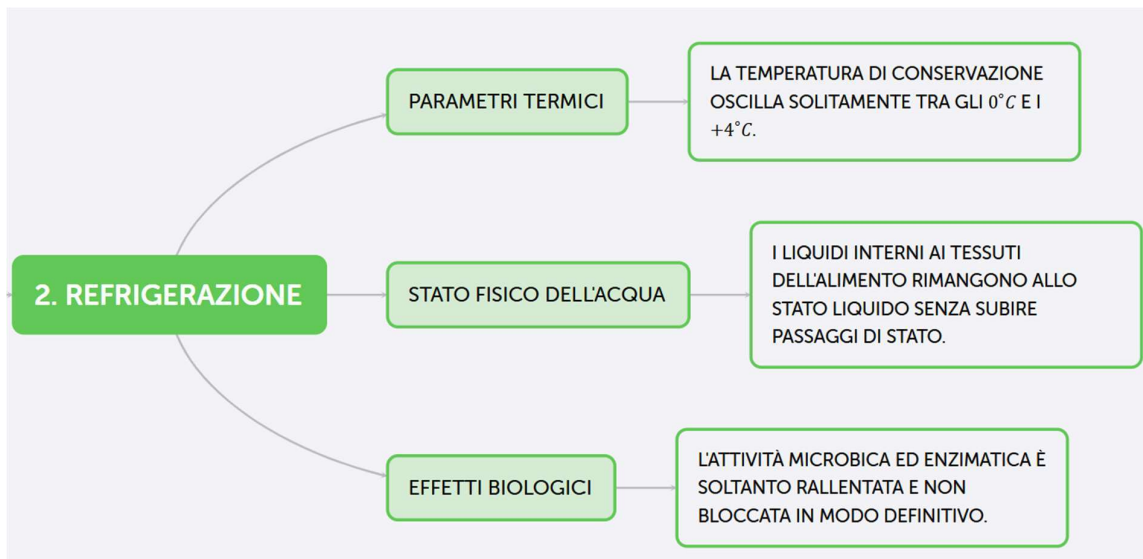 2. REFRIGERAZIONE
PARAMETRI TERMICI
LA TEMPERATURA DI CONSERVAZIONE
OSCILLA SOLITAMENTE TRA GLI 0°C E I
+4°C.
STATO FISICO DELL'ACQUA
I LIQUIDI INTERNI AI TESSUTI
DELL'ALIMENTO RIMANGONO ALLO
STATO LIQUIDO SENZA SUBIRE
PASSAGGI DI STATO.
EFFETTI BIOLOGICI
L'ATTIVITÀ MICROBICA ED ENZIMATICA È
SOLTANTO RALLENTATA E NON
BLOCCATA IN MODO DEFINITIVO.